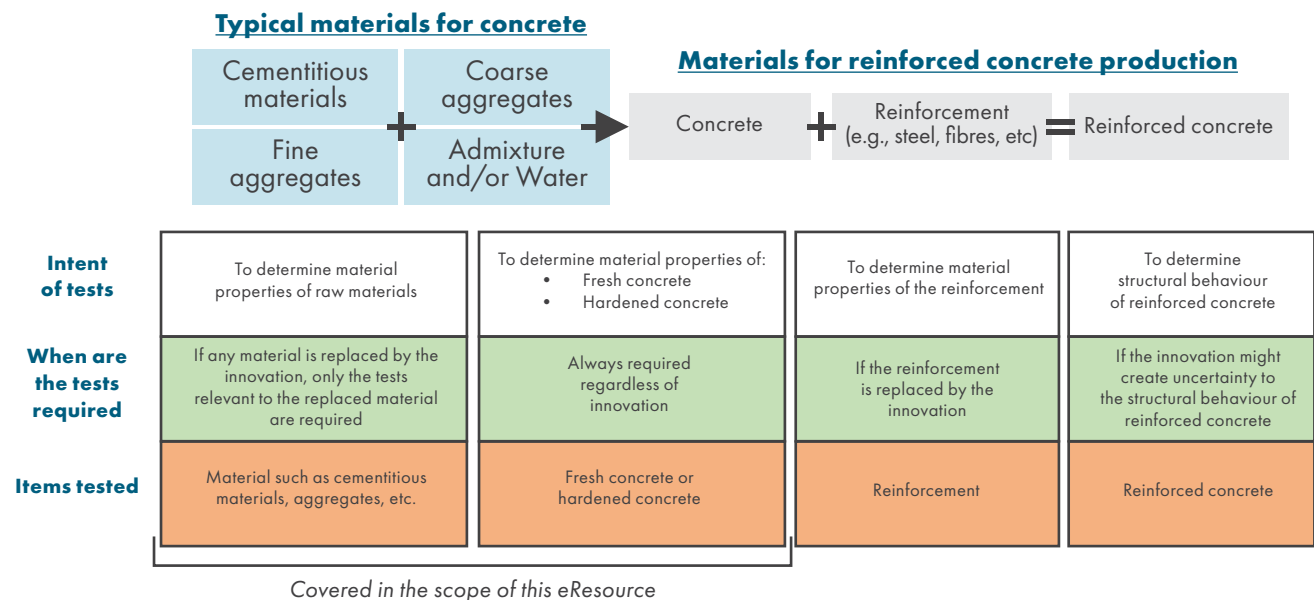 Typical materials for concrete
Cementitious
materials
+
Coarse
aggregates
Fine
aggregates
Admixture
and/or Water
Materials for reinforced concrete production
Concrete
+
Reinforcement
(e.g., steel, fibres, etc)
=
Reinforced concrete
Intent
of tests
To determine material
properties of raw materials
To determine material properties of:
• Fresh concrete
• Hardened concrete
To determine material
properties of the reinforcement
To determine
structural behaviour
of reinforced concrete
When are
the tests
required
If any material is replaced by the
innovation, only the tests
relevant to the replaced material
are required
Always required
regardless of
innovation
If the reinforcement
is replaced by the
innovation
If the innovation might
create uncertainty to
the structural behaviour of
reinforced concrete
Items tested
Material such as cementitious
materials, aggregates, etc.
Fresh concrete or
hardened concrete
Reinforcement
Reinforced concrete
Covered in the scope of this eResource